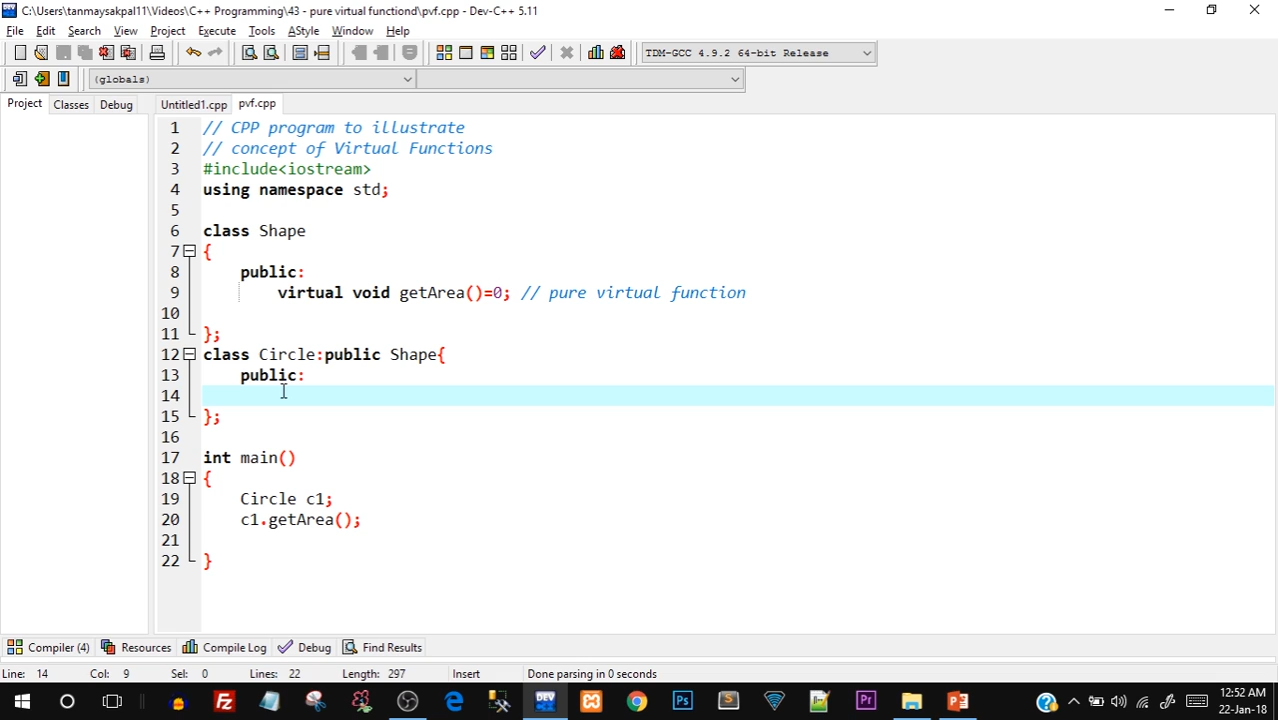 C:\Users\tanmaysakpal11\Videos\C++ Programming\43 - pure virtual functiond\pvf.cpp - Dev-C++ 5.11
File Edit Search View Project Execute Tools AStyle Window Help
TDM-GCC 4.9.2 64-bit Release
(globals)
Project Classes Debug Untitled1.cpp pvf.cpp
1 // CPP program to illustrate
2 // concept of Virtual Functions
3 #include<iostream>
4 using namespace std;
5
6 class Shape
7 {
8 public:
9 virtual void getArea()=0; // pure virtual function
10
11 };
12 class Circle:public Shape{
13 public:
14
15 };
16
17 int main()
18 {
19 Circle c1;
20 c1.getArea();
21
22 }
Compiler (4) Resources Compile Log Debug Find Results
Line: 14 Col: 9 Sel: 0 Lines: 22 Length: 297 Insert Done parsing in 0 seconds
DEV Ps S Pr
12:52 AM
22-Jan-18